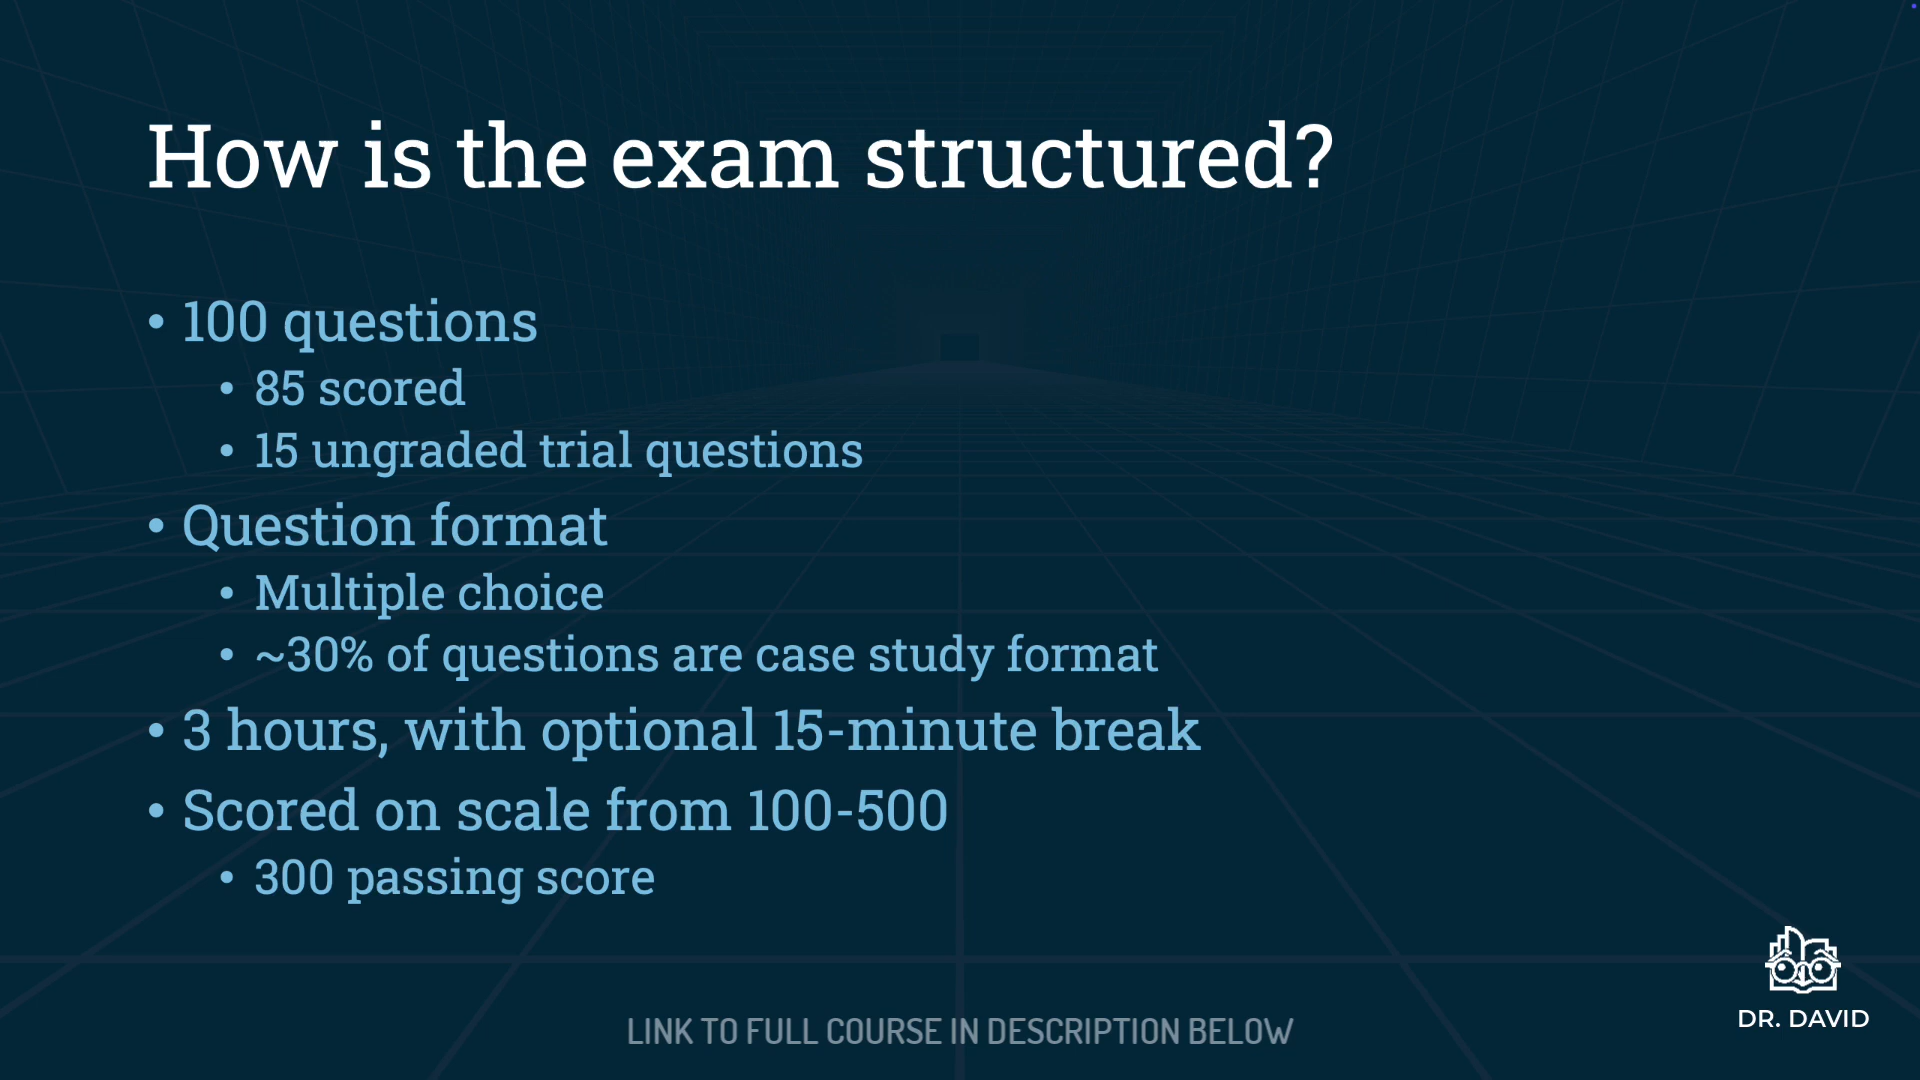 How is the exam structured?
• 100 questions
• 85 scored
• 15 ungraded trial questions
• Question format
• Multiple choice
• ~30% of questions are case study format
• 3 hours, with optional 15-minute break
• Scored on scale from 100-500
• 300 passing score
DR. DAVID
LINK TO FULL COURSE IN DESCRIPTION BELOW